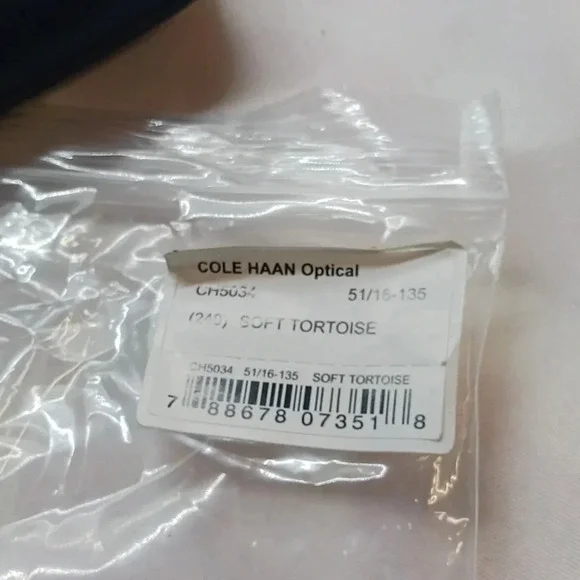 COLE HAAN Optical
CH5034 51/16-135
(240) SOFT TORTOISE
CH5034 51/16-135 SOFT TORTOISE
7 88678 07351 8